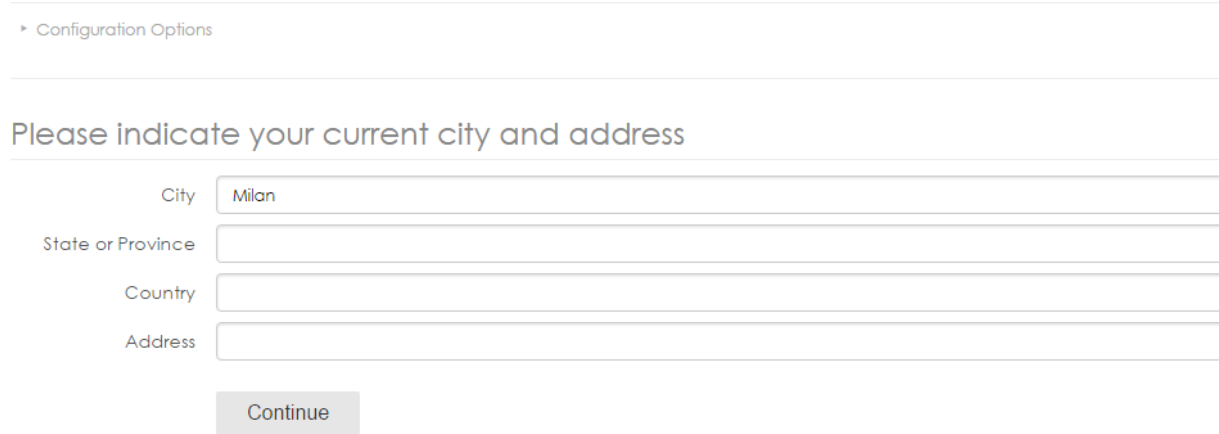 Configuration Options
Please indicate your current city and address
City Milan
State or Province
Country
Address
Continue